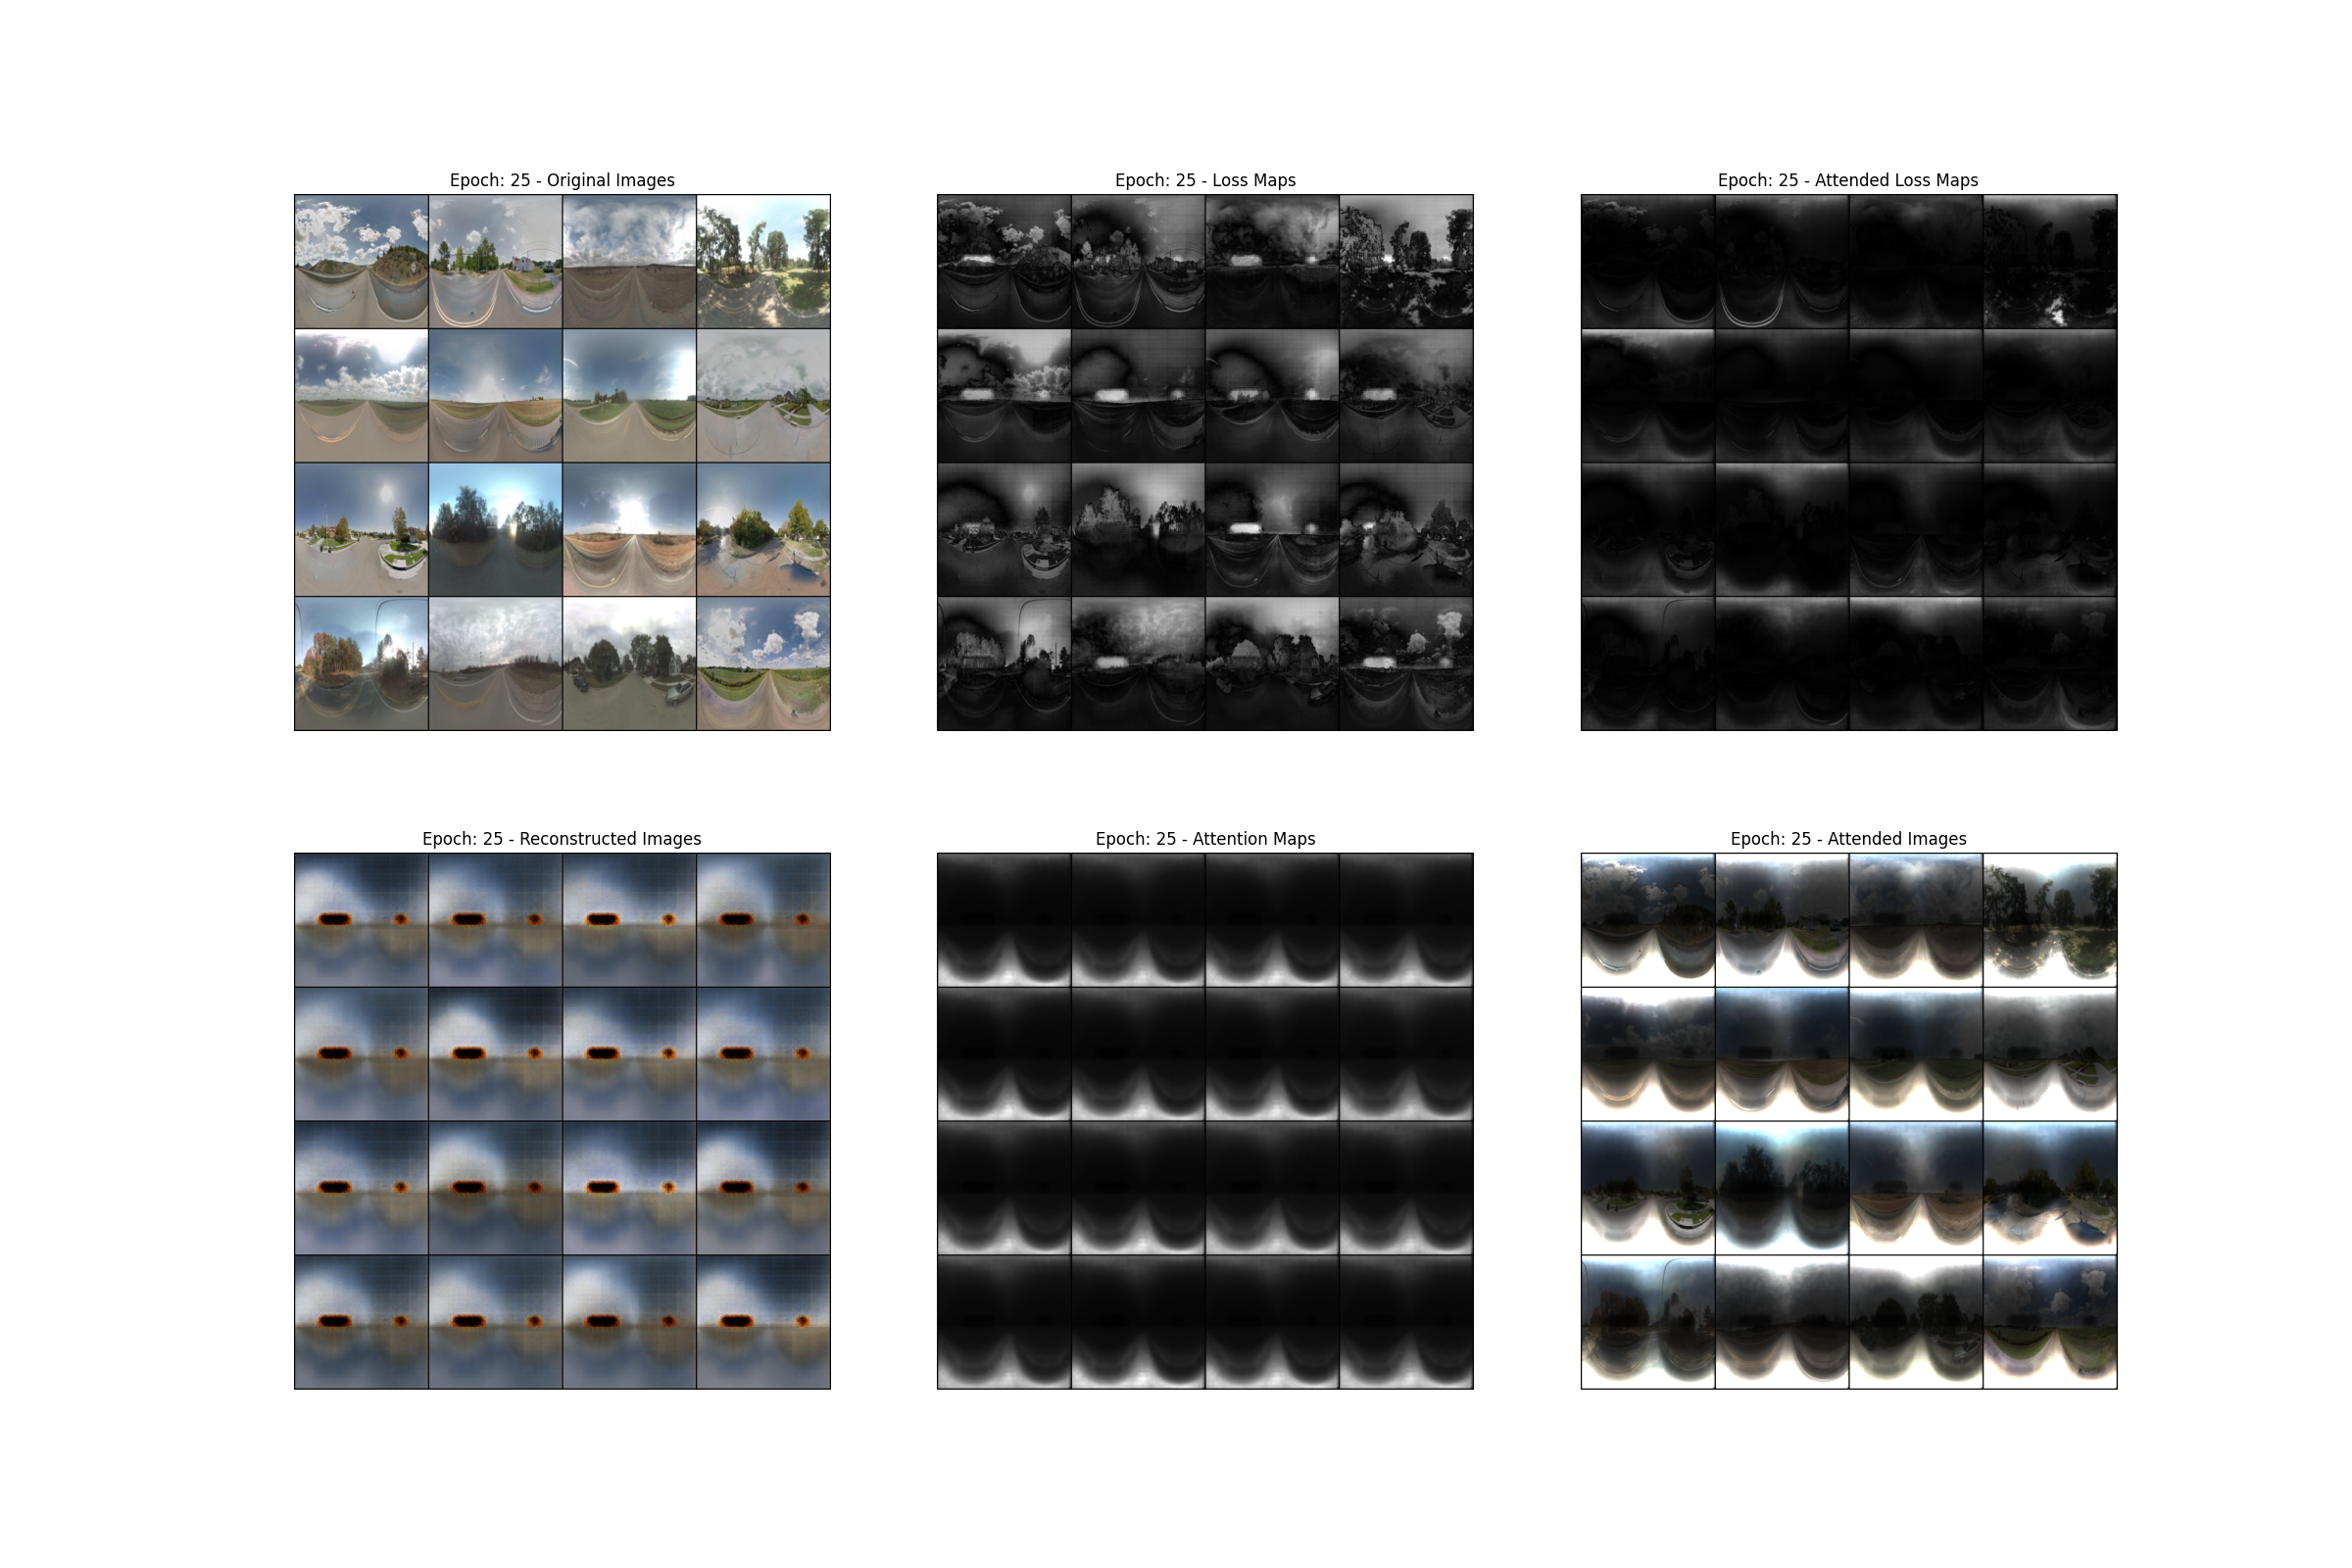 Epoch: 25 - Original Images
Epoch: 25 - Loss Maps
Epoch: 25 - Attended Loss Maps
Epoch: 25 - Reconstructed Images
Epoch: 25 - Attention Maps
Epoch: 25 - Attended Images